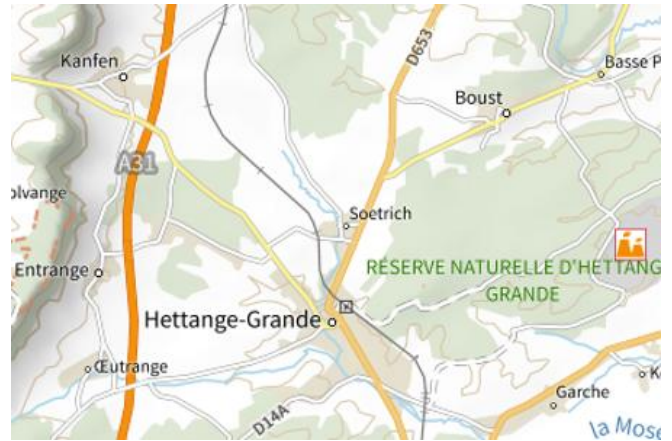 Kanfen
D653
Basse P
Boust
A31
olvange
Soetrich
Entrange
RÉSERVE NATURELLE D'HETTANG
GRANDE
Hettange-Grande
Œutrange
Garche
K
D14A
la Mose